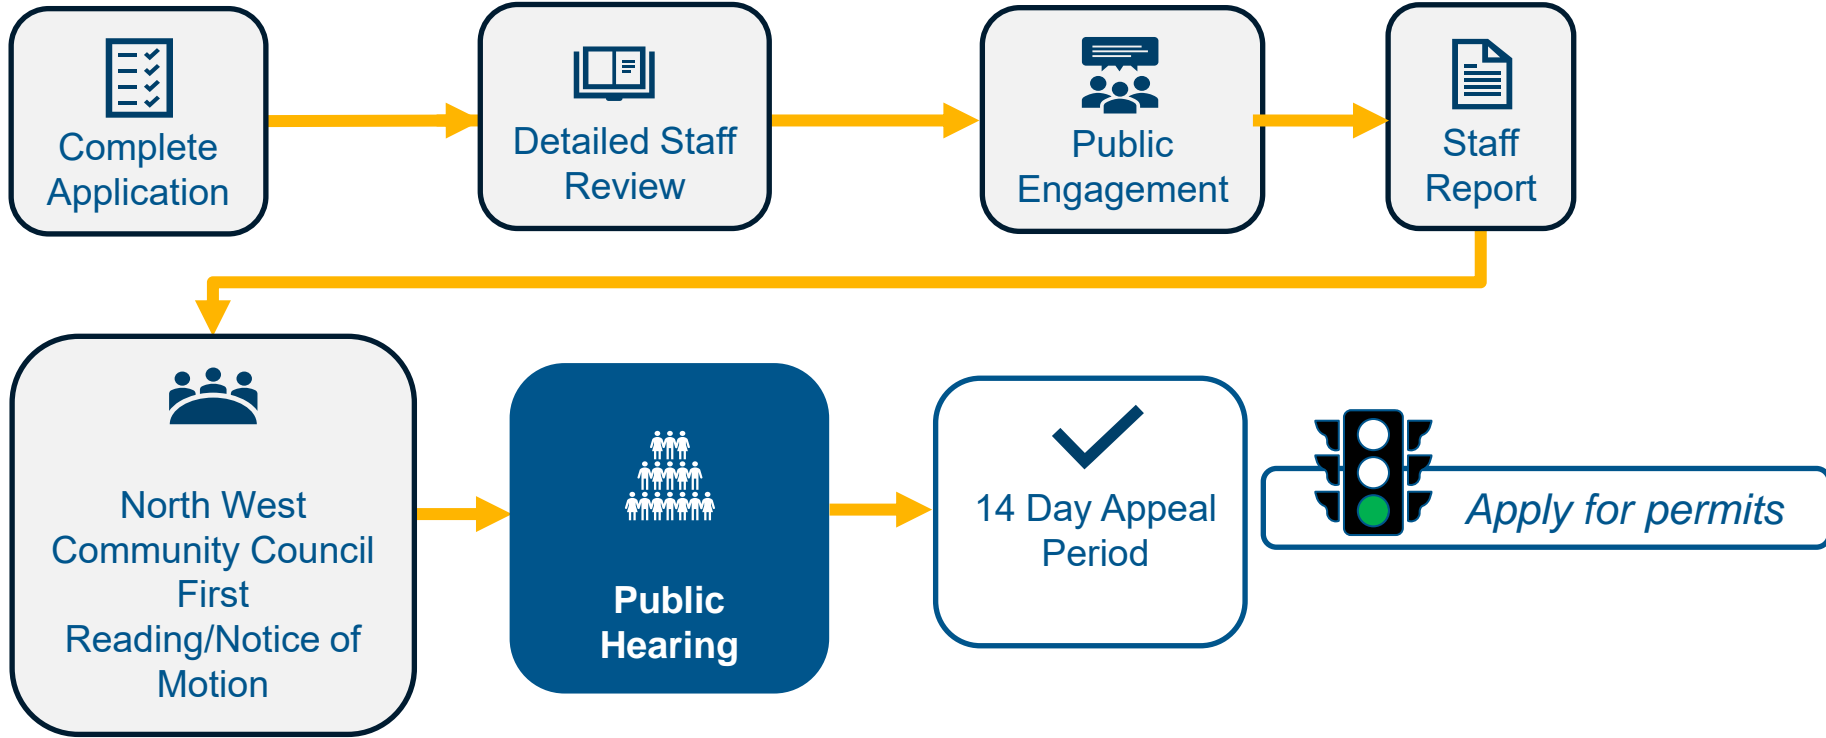 Complete
Application
Detailed Staff
Review
Public
Engagement
Staff
Report
North West
Community Council
First
Reading/Notice of
Motion
Public
Hearing
14 Day Appeal
Period
Apply for permits